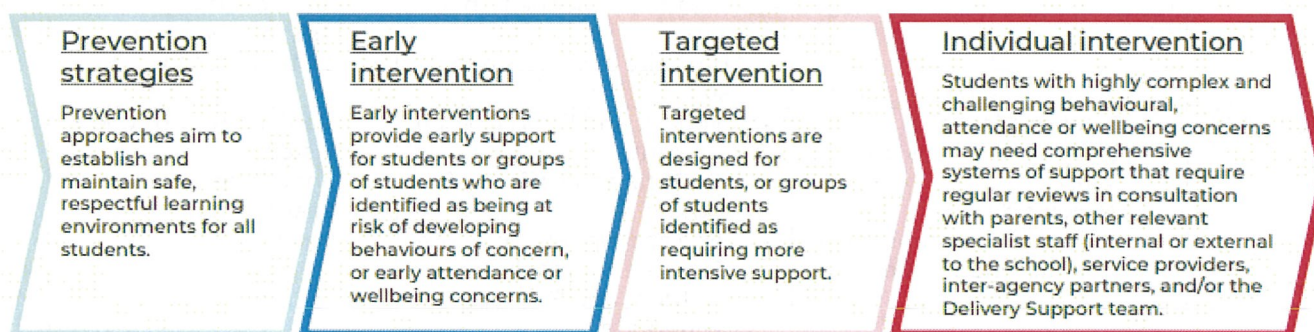 Prevention
strategies
Prevention
approaches aim to
establish and
maintain safe,
respectful learning
environments for all
students.
Early
intervention
Early interventions
provide early support
for students or groups
of students who are
identified as being at
risk of developing
behaviours of concern,
or early attendance or
wellbeing concerns.
Targeted
intervention
Targeted
interventions are
designed for
students, or groups
of students
identified as
requiring more
intensive support.
Individual intervention
Students with highly complex and
challenging behavioural,
attendance or wellbeing concerns
may need comprehensive
systems of support that require
regular reviews in consultation
with parents, other relevant
specialist staff (internal or external
to the school), service providers,
inter-agency partners, and/or the
Delivery Support team.